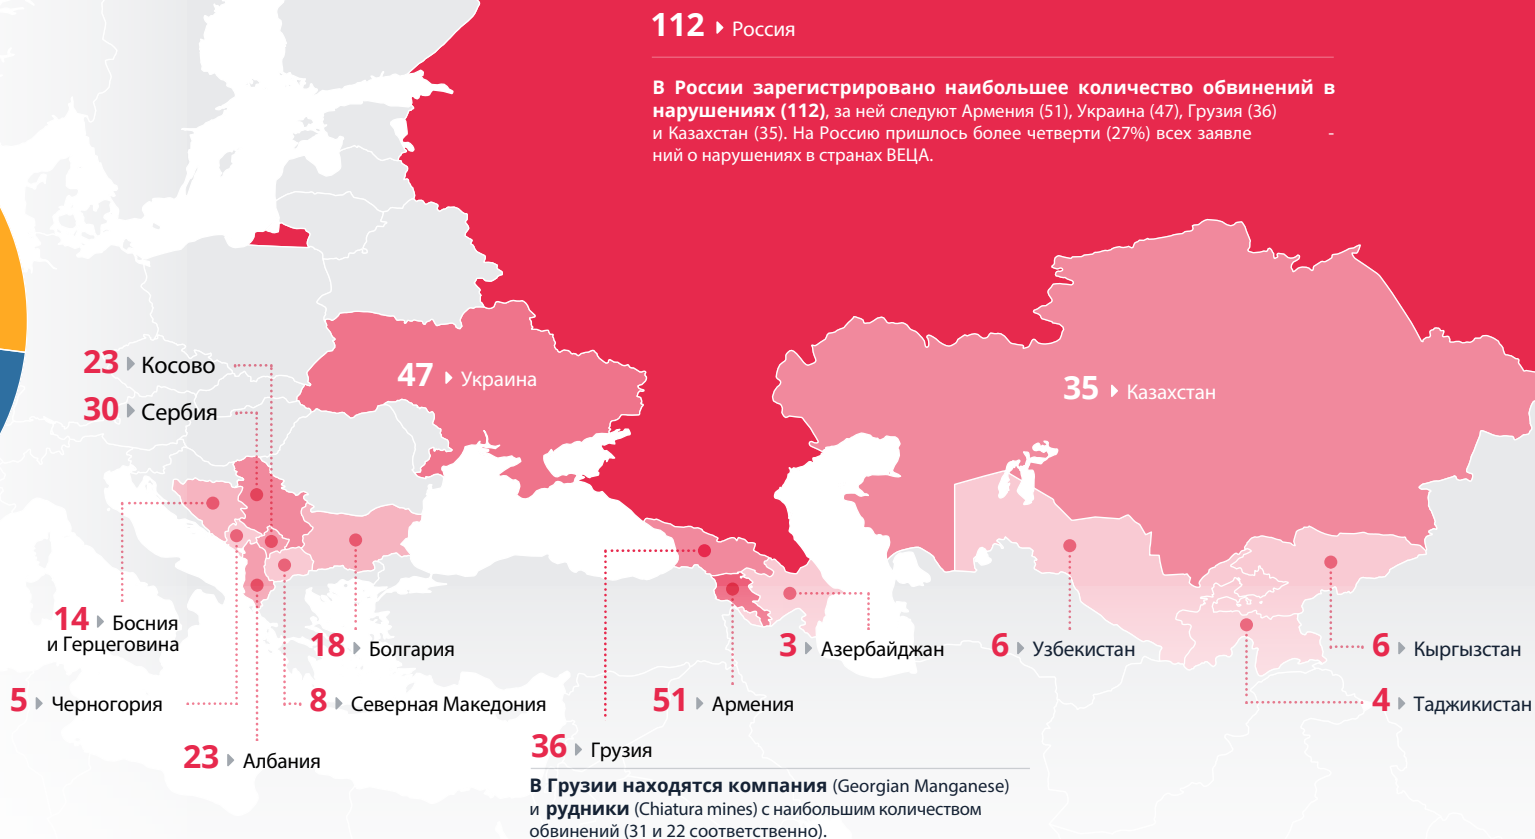 112 Россия
В России зарегистрировано наибольшее количество обвинений в
нарушениях (112), за ней следуют Армения (51), Украина (47), Грузия (36)
и Казахстан (35). На Россию пришлось более четверти (27%) всех заявле -
ний о нарушениях в странах ВЕЦА.
23 Косово
47 Украина
35 Казахстан
30 Сербия
14 Босния
и Герцеговина
18 Болгария
3 Азербайджан
6 Узбекистан
6 Кыргызстан
5 Черногория
8 Северная Македония
51 Армения
4 Таджикистан
23 Албания
36 Грузия
В Грузии находятся компания (Georgian Manganese)
и рудники (Chiatura mines) с наибольшим количеством
обвинений (31 и 22 соответственно).